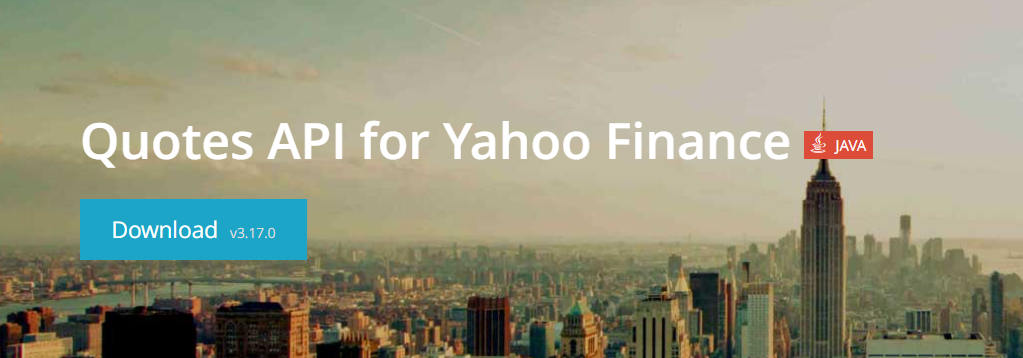 Quotes API for Yahoo Finance JAVA
Download v3.17.0